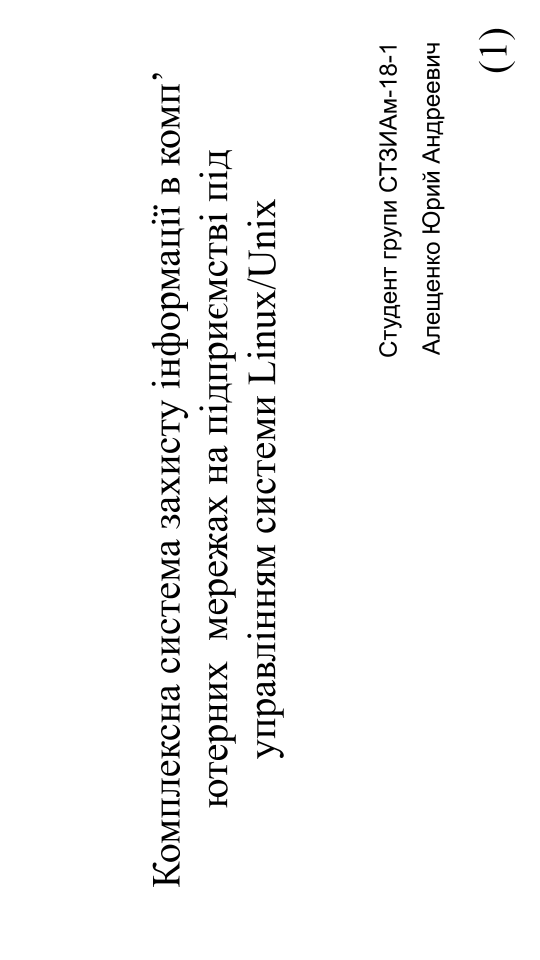 Комплексна система захисту інформації в комп’
ютерних мережах на підприємстві під
управлінням системи Linux/Unix
Студент групи СТЗИАм-18-1
Алещенко Юрий Андреевич
(1)